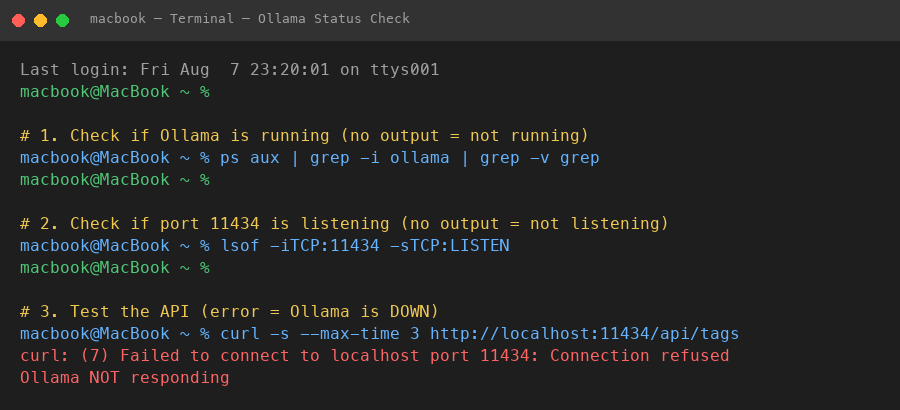 macbook — Terminal — Ollama Status Check
Last login: Fri Aug  7 23:20:01 on ttys001
macbook@MacBook ~ %
# 1. Check if Ollama is running (no output = not running)
macbook@MacBook ~ % ps aux | grep -i ollama | grep -v grep
macbook@MacBook ~ %
# 2. Check if port 11434 is listening (no output = not listening)
macbook@MacBook ~ % lsof -iTCP:11434 -sTCP:LISTEN
macbook@MacBook ~ %
# 3. Test the API (error = Ollama is DOWN)
macbook@MacBook ~ % curl -s --max-time 3 http://localhost:11434/api/tags
curl: (7) Failed to connect to localhost port 11434: Connection refused
Ollama NOT responding